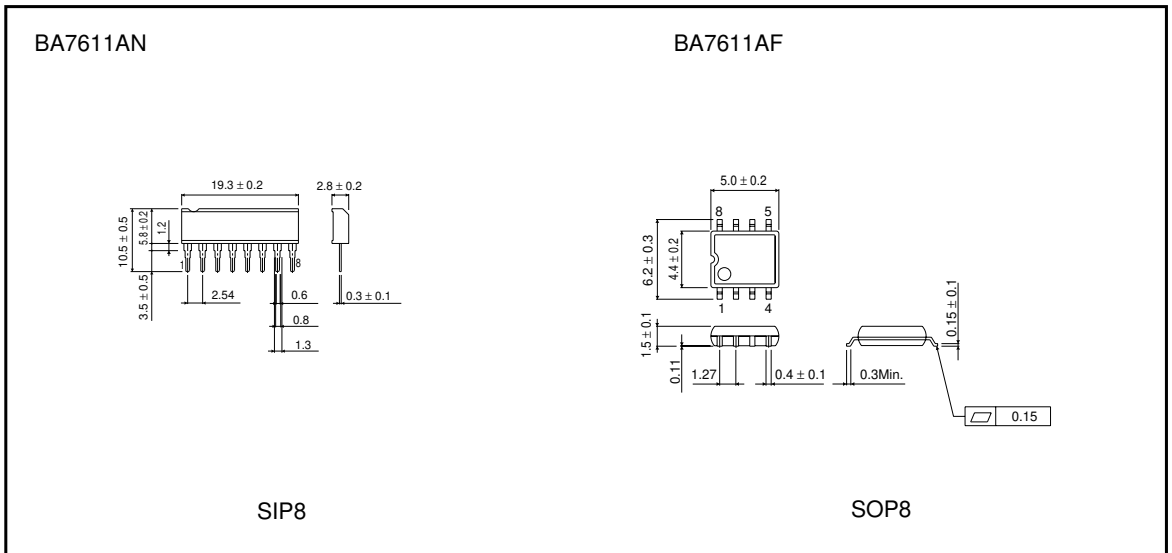 BA7611AN
BA7611AF
19.3 ± 0.2
2.8 ± 0.2
10.5 ± 0.5
5.8 ± 0.2
1.2
3.5 ± 0.5
1
8
2.54
0.6
0.3 ± 0.1
0.8
1.3
SIP8
5.0 ± 0.2
8
5
6.2 ± 0.3
4.4 ± 0.2
1
4
1.5 ± 0.1
0.11
1.27
0.4 ± 0.1
0.3Min.
0.15 ± 0.1
0.15
SOP8